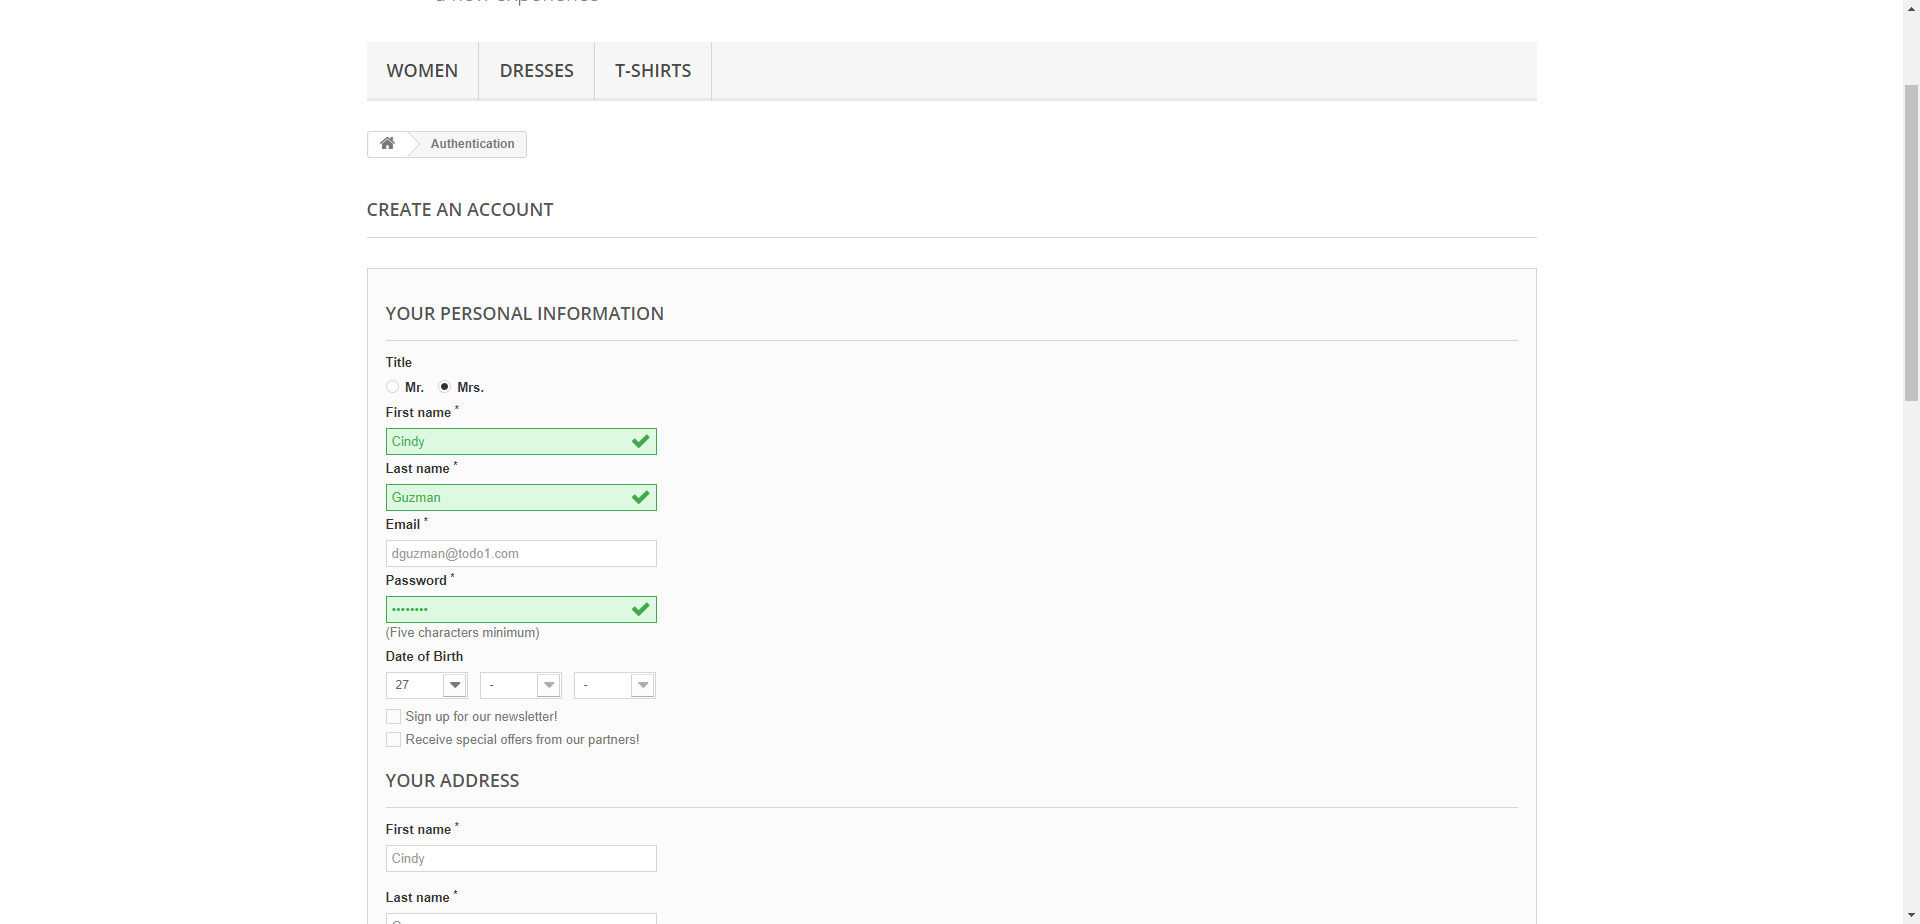 a new experience
WOMEN DRESSES T-SHIRTS
Authentication
CREATE AN ACCOUNT
YOUR PERSONAL INFORMATION
Title
Mr. Mrs.
First name *
Cindy
Last name *
Guzman
Email *
dguzman@todo1.com
Password *
••••••••
(Five characters minimum)
Date of Birth
27 - -
Sign up for our newsletter!
Receive special offers from our partners!
YOUR ADDRESS
First name *
Cindy
Last name *